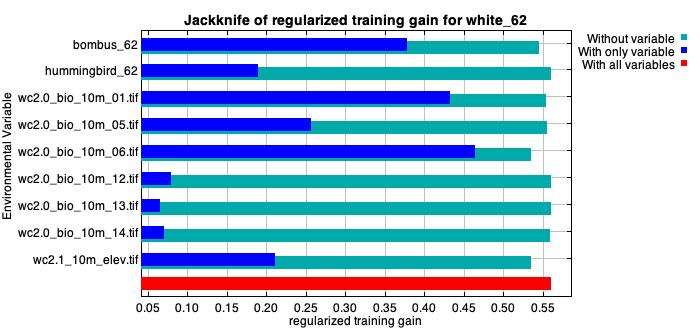 Jackknife of regularized training gain for white_62
Without variable
With only variable
With all variables
Environmental Variable
bombus_62
hummingbird_62
wc2.0_bio_10m_01.tif
wc2.0_bio_10m_05.tif
wc2.0_bio_10m_06.tif
wc2.0_bio_10m_12.tif
wc2.0_bio_10m_13.tif
wc2.0_bio_10m_14.tif
wc2.1_10m_elev.tif
0.05 0.10 0.15 0.20 0.25 0.30 0.35 0.40 0.45 0.50 0.55
regularized training gain